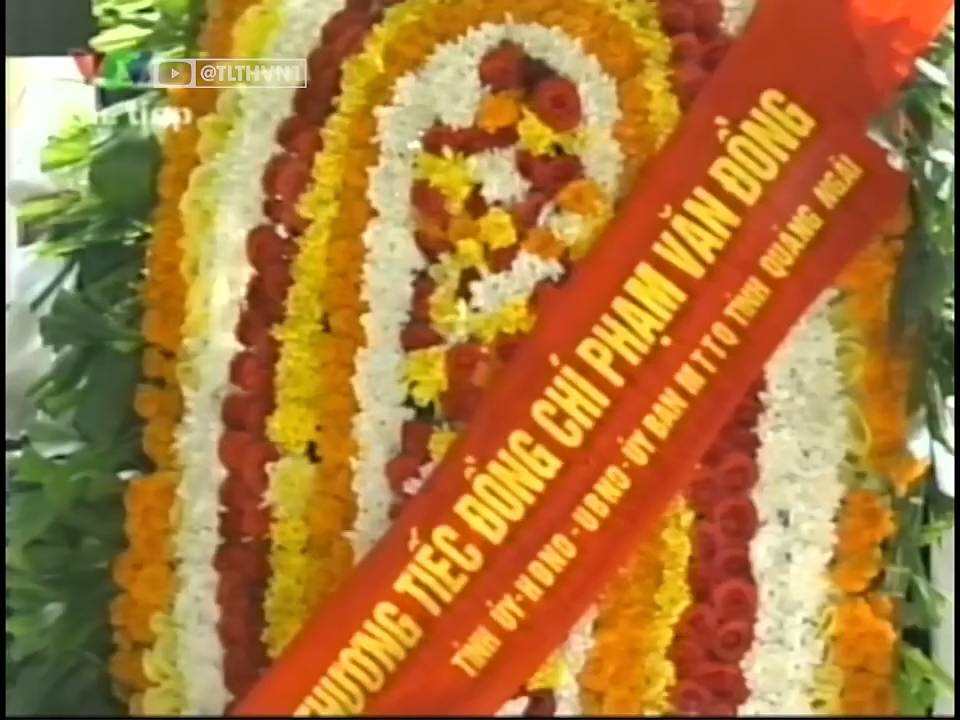 @TLTHVN1
THƯƠNG TIẾC ĐỒNG CHÍ PHẠM VĂN ĐỒNG
TỈNH ỦY-HĐND-UBND-ỦY BAN MTTQ TỈNH QUẢNG NGÃI